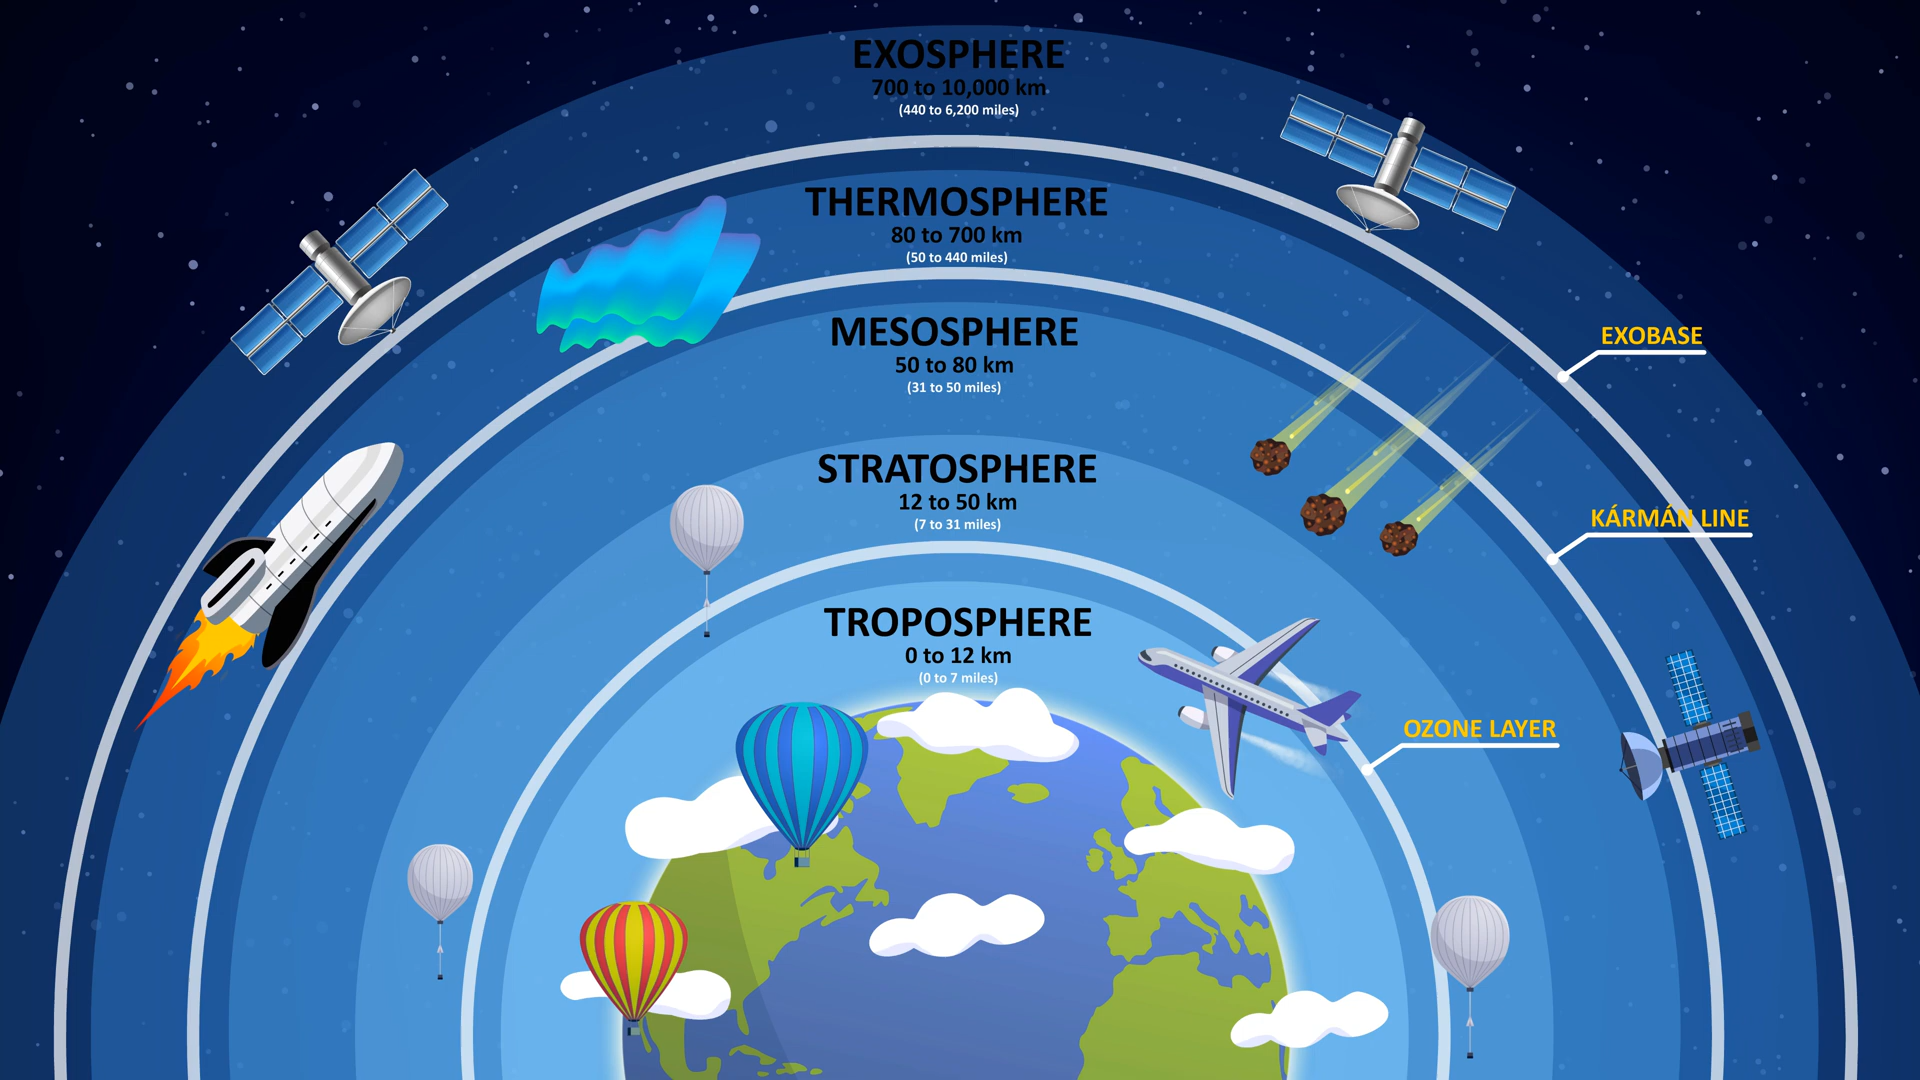 EXOSPHERE
700 to 10,000 km
(440 to 6,200 miles)
THERMOSPHERE
80 to 700 km
(50 to 440 miles)
MESOSPHERE
50 to 80 km
(31 to 50 miles)
EXOBASE
STRATOSPHERE
12 to 50 km
(7 to 31 miles)
KÁRMÁN LINE
TROPOSPHERE
0 to 12 km
(0 to 7 miles)
OZONE LAYER